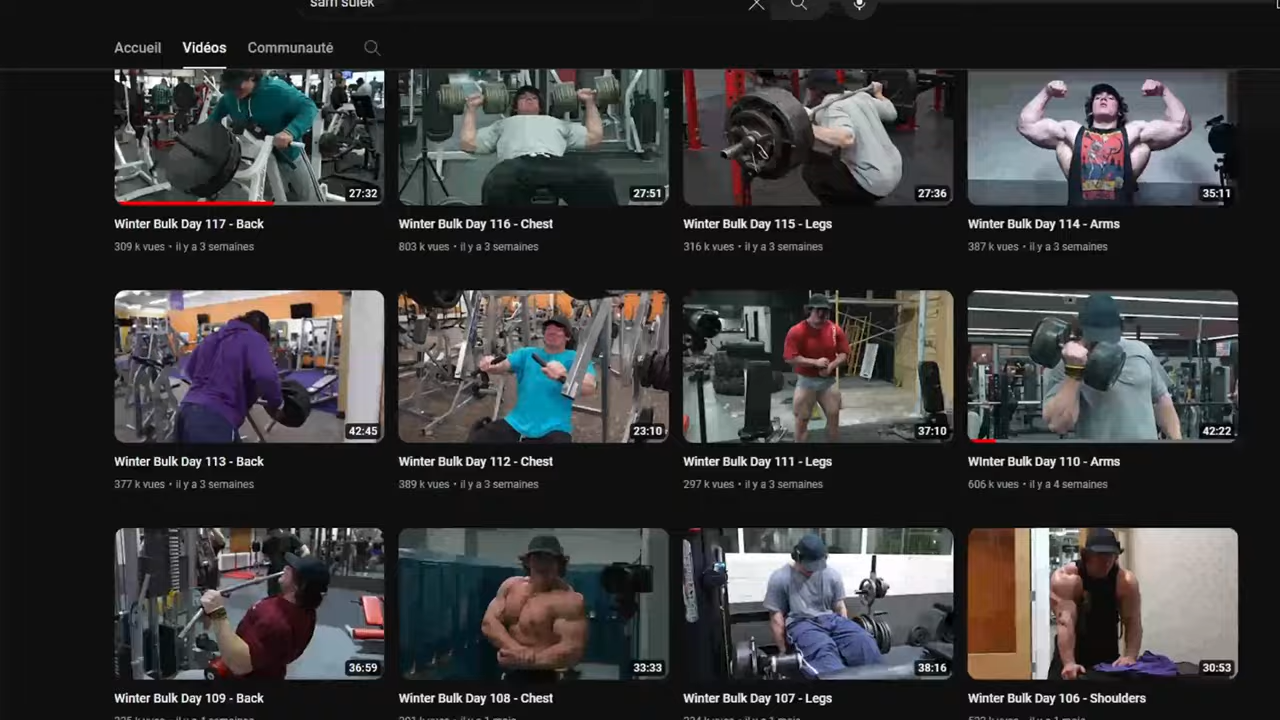 sam sulek
Accueil Vidéos Communauté
27:32 27:51 27:36 35:11
Winter Bulk Day 117 - Back Winter Bulk Day 116 - Chest Winter Bulk Day 115 - Legs Winter Bulk Day 114 - Arms
309 k vues • il y a 3 semaines 803 k vues • il y a 3 semaines 316 k vues • il y a 3 semaines 387 k vues • il y a 3 semaines
42:45 23:10 37:10 42:22
Winter Bulk Day 113 - Back Winter Bulk Day 112 - Chest Winter Bulk Day 111 - Legs WInter Bulk Day 110 - Arms
377 k vues • il y a 3 semaines 389 k vues • il y a 3 semaines 297 k vues • il y a 3 semaines 606 k vues • il y a 4 semaines
36:59 33:33 38:16 30:53
Winter Bulk Day 109 - Back Winter Bulk Day 108 - Chest Winter Bulk Day 107 - Legs Winter Bulk Day 106 - Shoulders